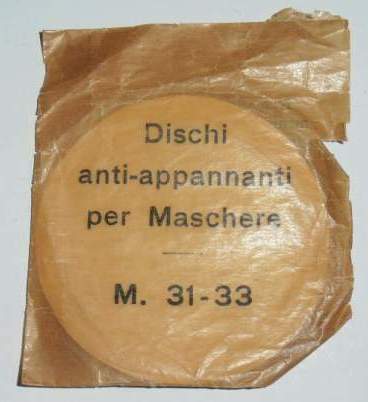 Dischi
anti-appannanti
per Maschere
M. 31-33